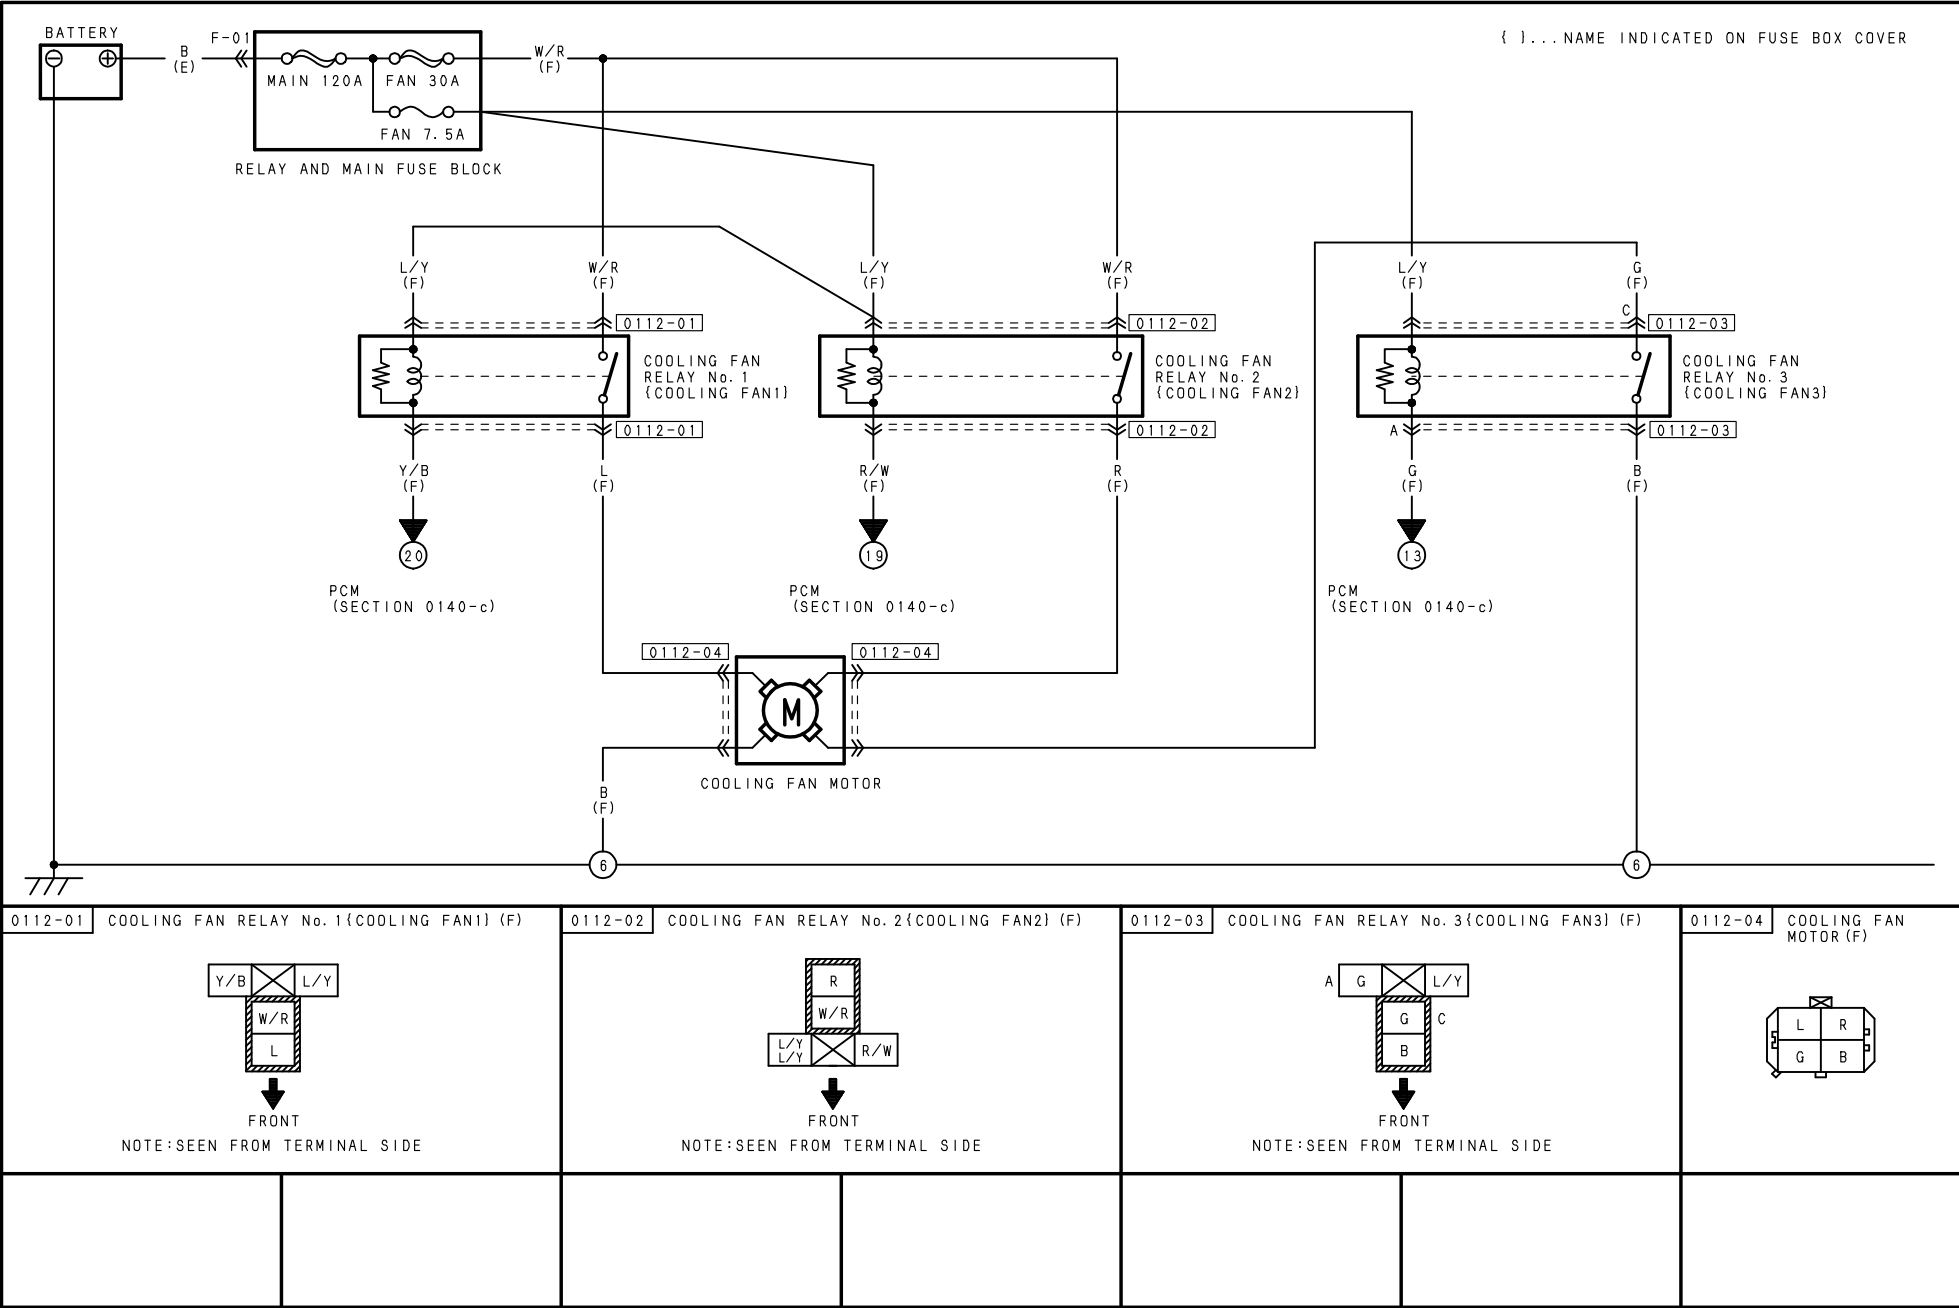 BATTERY
B
(E)
F-01
MAIN 120A
FAN 30A
FAN 7.5A
RELAY AND MAIN FUSE BLOCK
W/R
(F)
{ }...NAME INDICATED ON FUSE BOX COVER
L/Y
(F)
W/R
(F)
L/Y
(F)
W/R
(F)
L/Y
(F)
G
(F)
C
0112-01
0112-02
0112-03
COOLING FAN
RELAY No.1
{COOLING FAN1}
COOLING FAN
RELAY No.2
{COOLING FAN2}
COOLING FAN
RELAY No.3
{COOLING FAN3}
0112-01
0112-02
A
0112-03
Y/B
(F)
L
(F)
R/W
(F)
R
(F)
G
(F)
B
(F)
20
19
13
PCM
(SECTION 0140-c)
PCM
(SECTION 0140-c)
PCM
(SECTION 0140-c)
0112-04
0112-04
M
COOLING FAN MOTOR
B
(F)
6
6
0112-01 COOLING FAN RELAY No.1{COOLING FAN1} (F)
Y/B
L/Y
W/R
L
FRONT
NOTE:SEEN FROM TERMINAL SIDE
0112-02 COOLING FAN RELAY No.2{COOLING FAN2} (F)
R
W/R
L/Y
L/Y
R/W
FRONT
NOTE:SEEN FROM TERMINAL SIDE
0112-03 COOLING FAN RELAY No.3{COOLING FAN3} (F)
A
G
L/Y
G
C
B
FRONT
NOTE:SEEN FROM TERMINAL SIDE
0112-04 COOLING FAN
MOTOR(F)
L R
G B